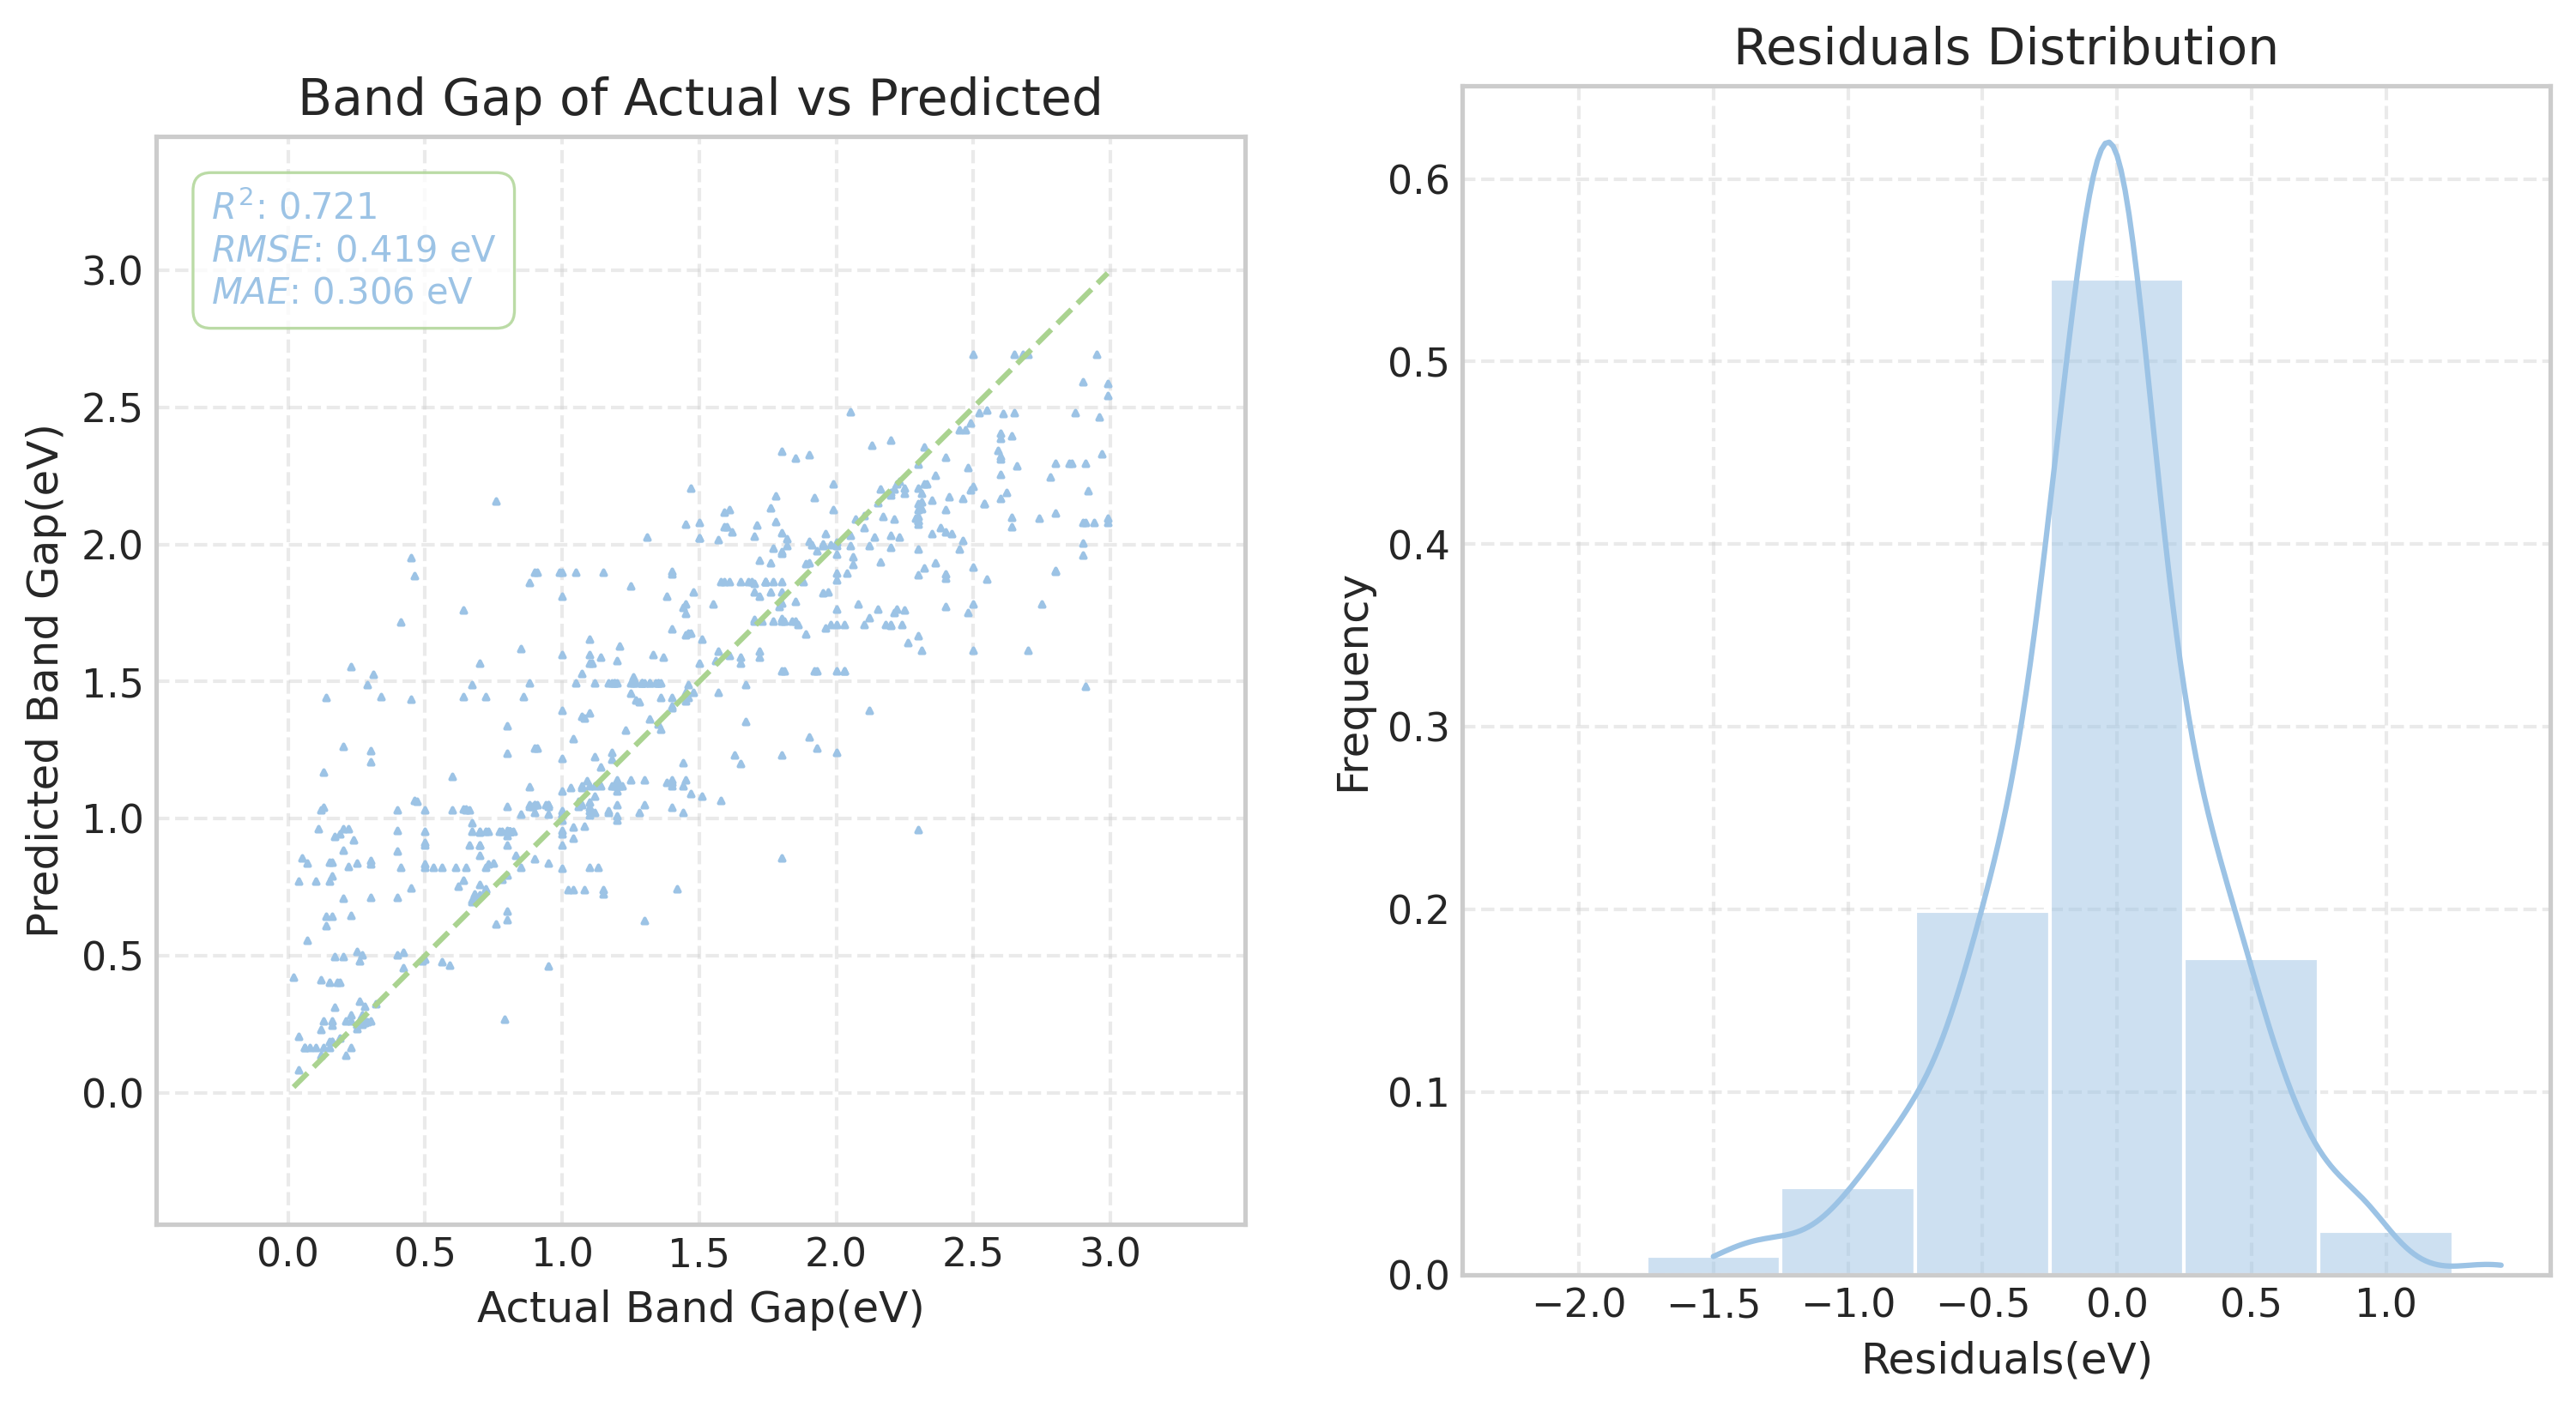 Band Gap of Actual vs Predicted
R²: 0.721
RMSE: 0.419 eV
MAE: 0.306 eV
3.0
2.5
2.0
1.5
1.0
0.5
0.0
Predicted Band Gap(eV)
0.0 0.5 1.0 1.5 2.0 2.5 3.0
Actual Band Gap(eV)
Residuals Distribution
0.6
0.5
0.4
0.3
0.2
0.1
0.0
Frequency
−2.0 −1.5 −1.0 −0.5 0.0 0.5 1.0
Residuals(eV)